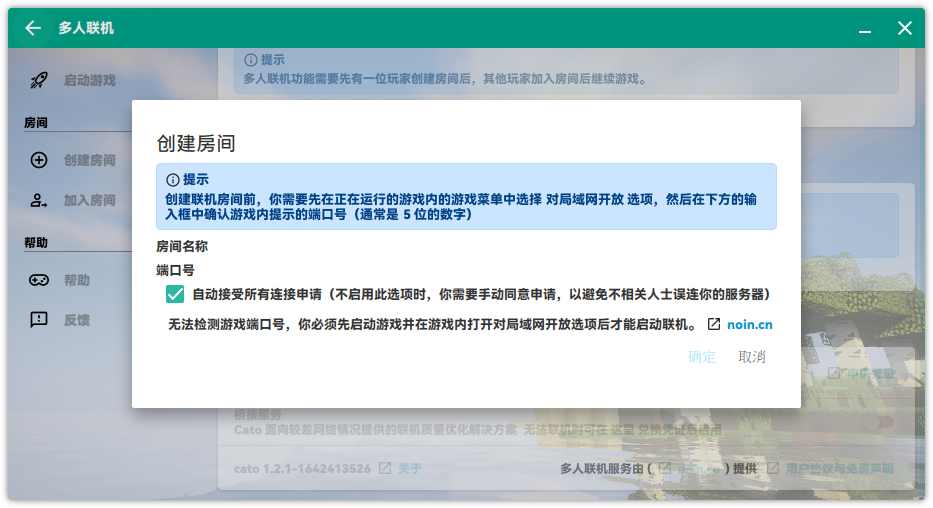 多人联机
提示
多人联机功能需要先有一位玩家创建房间后，其他玩家加入房间后继续游戏。
启动游戏
房间
创建房间
加入房间
帮助
帮助
反馈
创建房间
提示
创建联机房间前，你需要先在正在运行的游戏内的游戏菜单中选择 对局域网开放 选项，然后在下方的输
入框中确认游戏内提示的端口号（通常是 5 位的数字）
房间名称
端口号
自动接受所有连接申请（不启用此选项时，你需要手动同意申请，以避免不相关人士误连你的服务器）
无法检测游戏端口号，你必须先启动游戏并在游戏内打开对局域网开放选项后才能启动联机。 noin.cn
确定 取消
桥接服务
Cato 面向较差网络情况提供的联机质量优化解决方案 无法联机时可在 这里 兑换凭证后启用
cato 1.2.1-1642413526 关于 多人联机服务由 ( noin.cn ) 提供 用户协议与免责声明